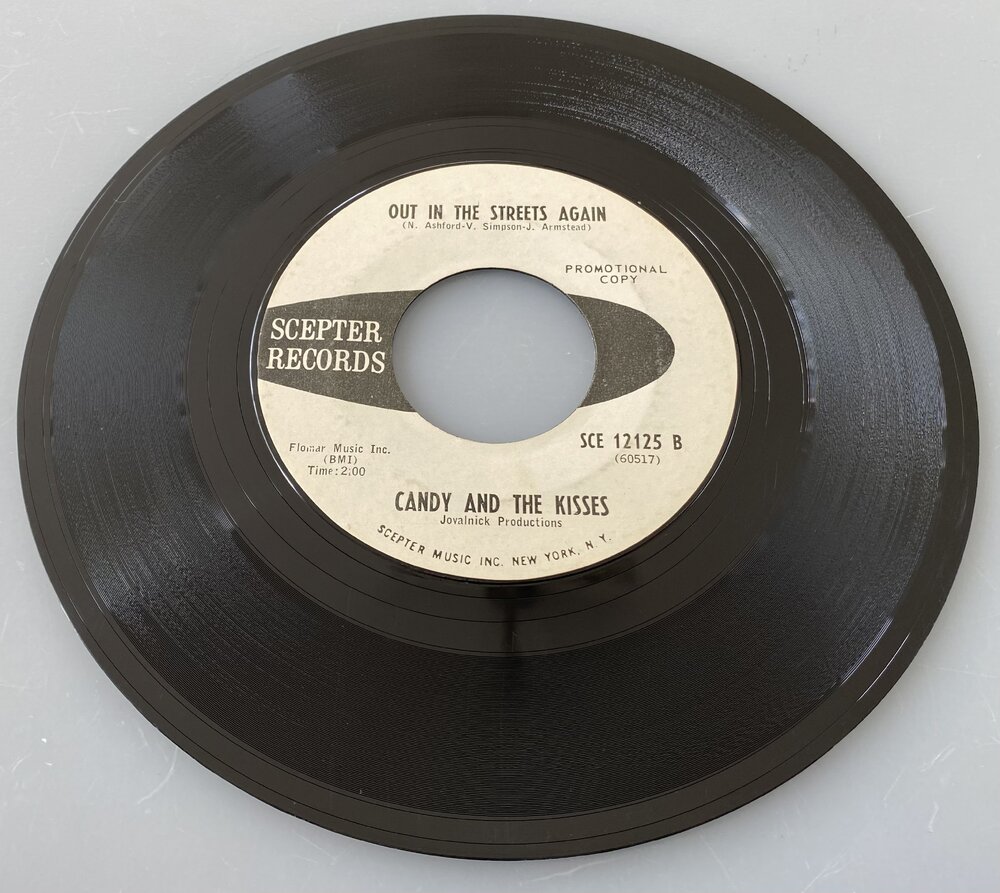 OUT IN THE STREETS AGAIN
(N. Ashford-V. Simpson-J. Armstead)
PROMOTIONAL
COPY
SCEPTER
RECORDS
SCE 12125 B
(60517)
Flomar Music Inc.
(BMI)
Time:2:00
CANDY AND THE KISSES
Jovalnick Productions
SCEPTER MUSIC INC. NEW YORK, N.Y.